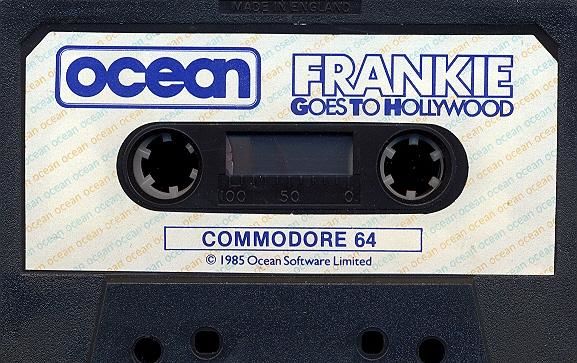 MADE IN ENGLAND
ocean
FRANKIE
GOES TO HOLLYWOOD
100 50 0
COMMODORE 64
© 1985 Ocean Software Limited